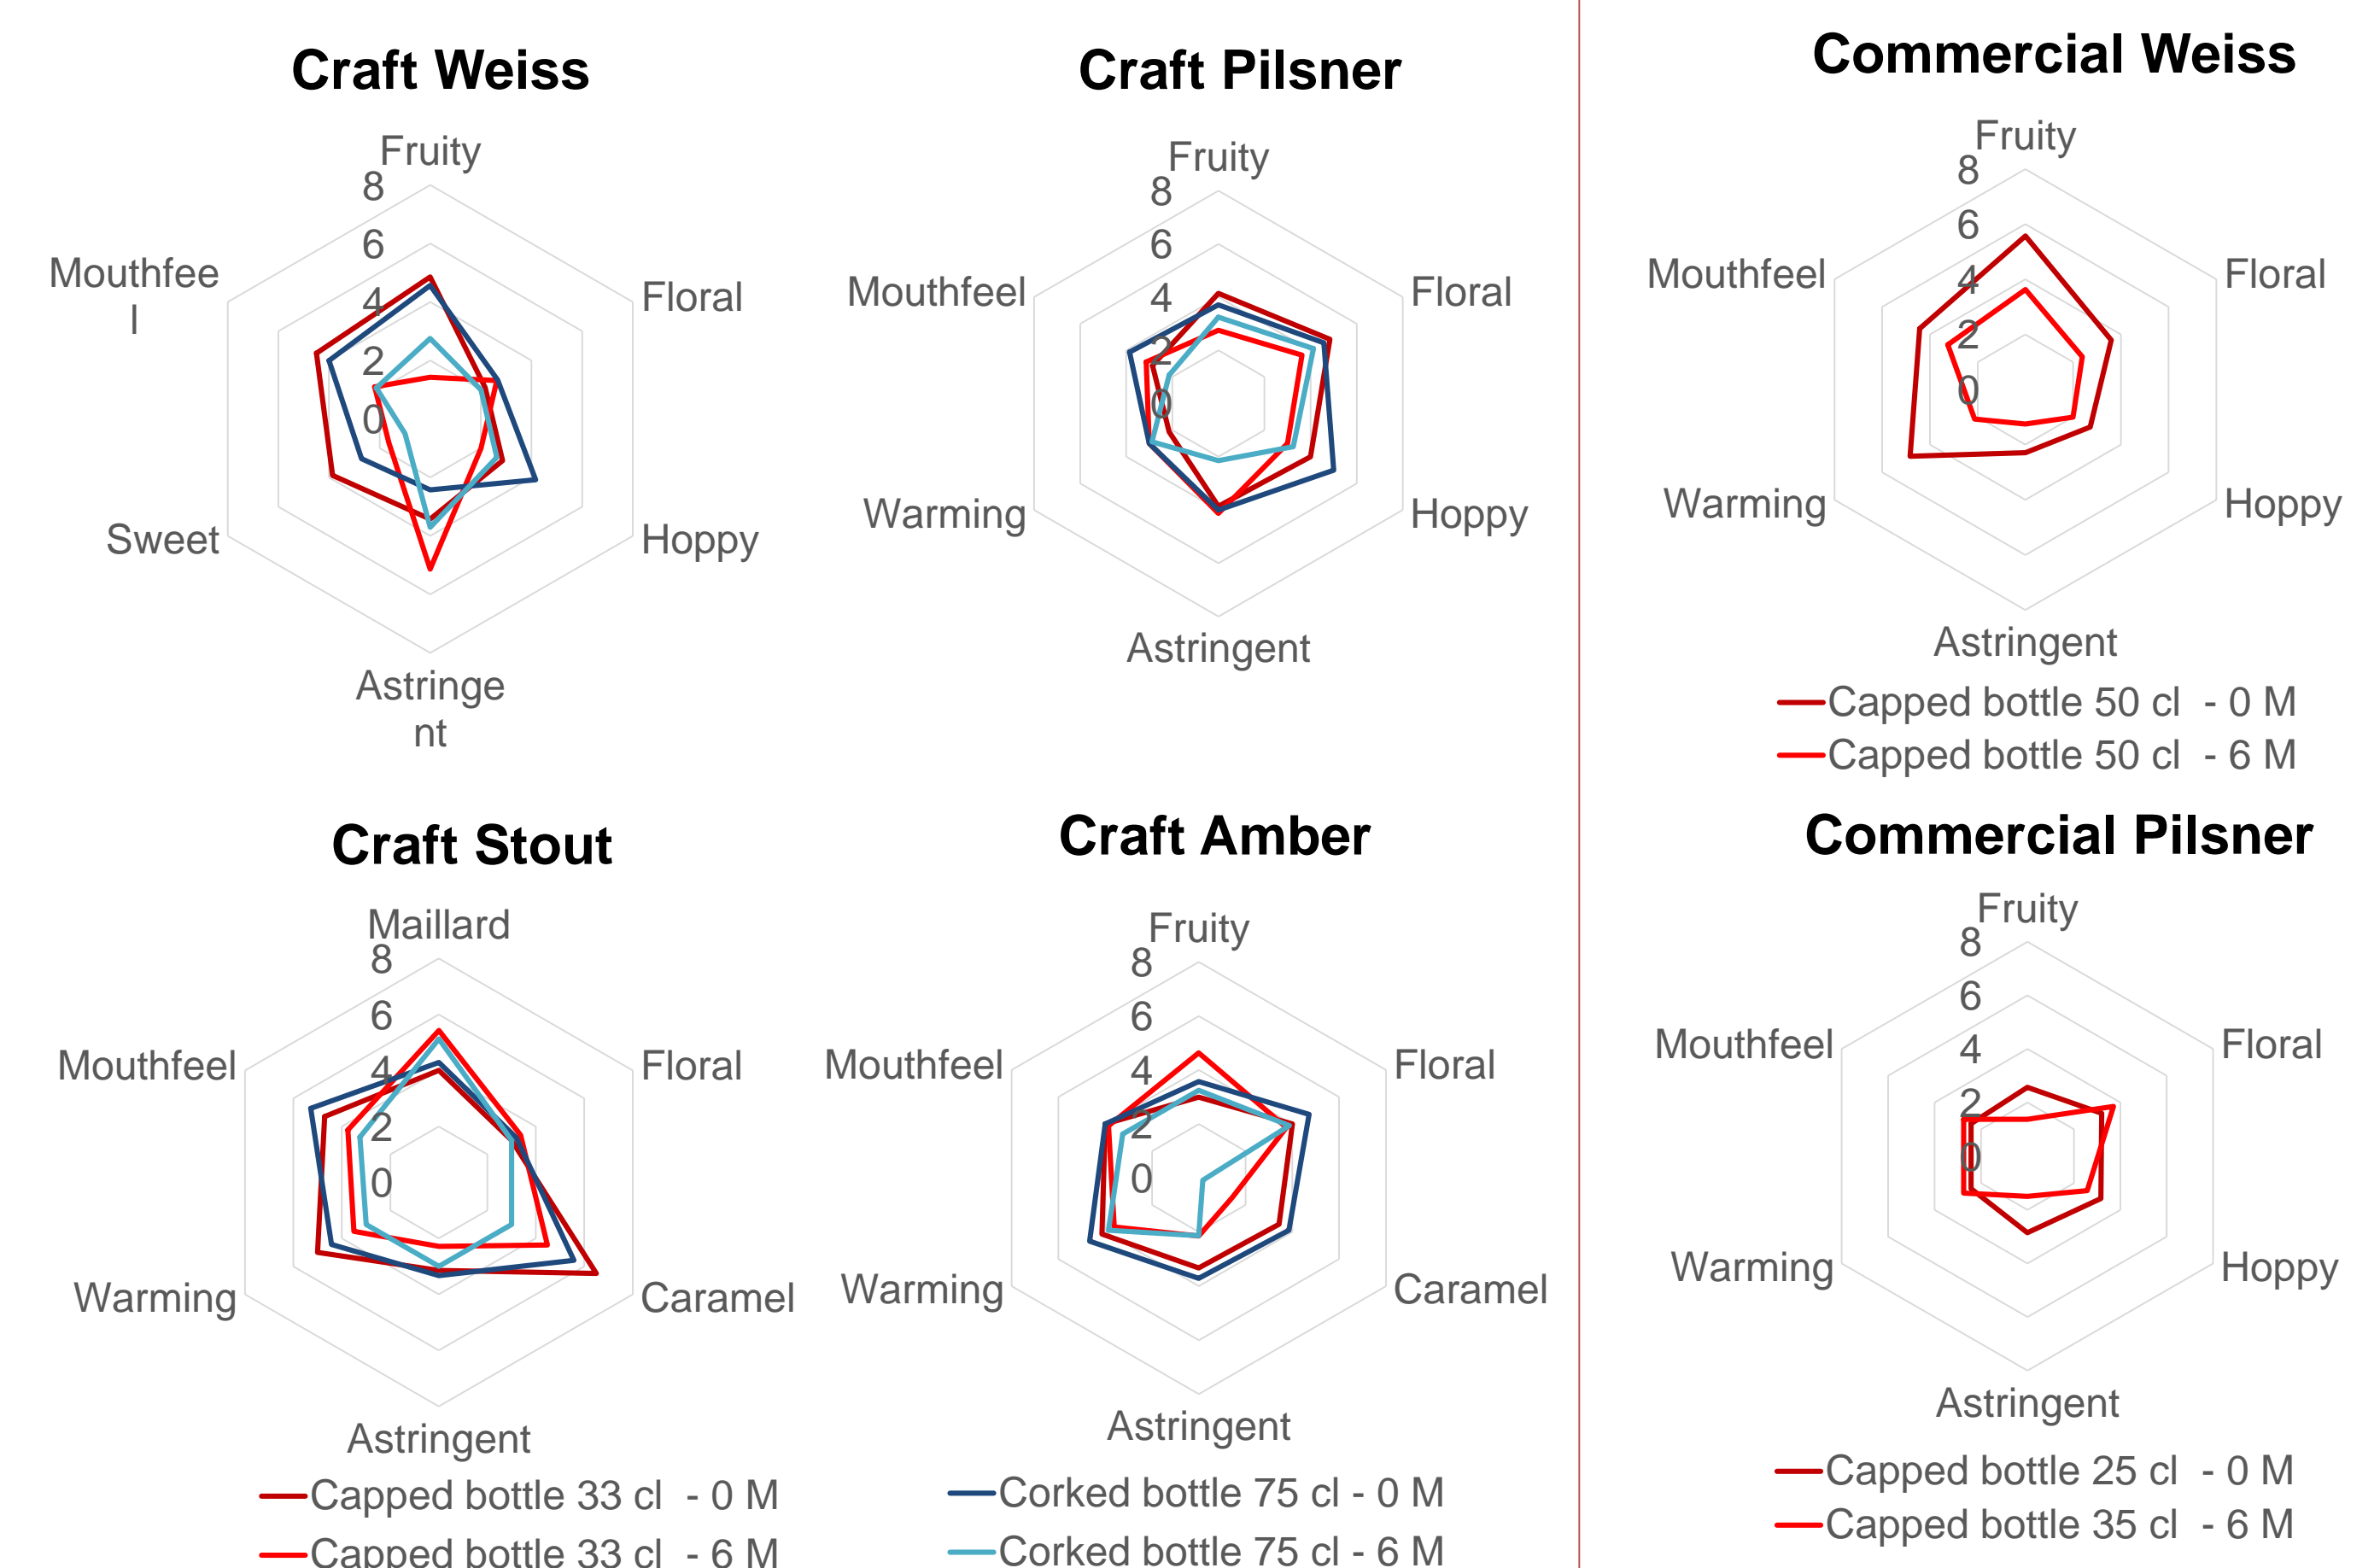 Craft Weiss
Fruity
8
6
4
2
0
Floral
Hoppy
Astringe
nt
Sweet
Mouthfee
l
Craft Pilsner
Fruity
8
6
4
2
0
Floral
Hoppy
Astringent
Warming
Mouthfeel
Commercial Weiss
Fruity
8
6
4
2
0
Floral
Hoppy
Astringent
Warming
Mouthfeel
Capped bottle 50 cl  - 0 M
Capped bottle 50 cl  - 6 M
Craft Stout
Maillard
8
6
4
2
0
Floral
Caramel
Astringent
Warming
Mouthfeel
Capped bottle 33 cl  - 0 M
Capped bottle 33 cl  - 6 M
Craft Amber
Fruity
8
6
4
2
0
Floral
Caramel
Astringent
Warming
Mouthfeel
Corked bottle 75 cl - 0 M
Corked bottle 75 cl - 6 M
Commercial Pilsner
Fruity
8
6
4
2
0
Floral
Hoppy
Astringent
Warming
Mouthfeel
Capped bottle 25 cl  - 0 M
Capped bottle 35 cl  - 6 M